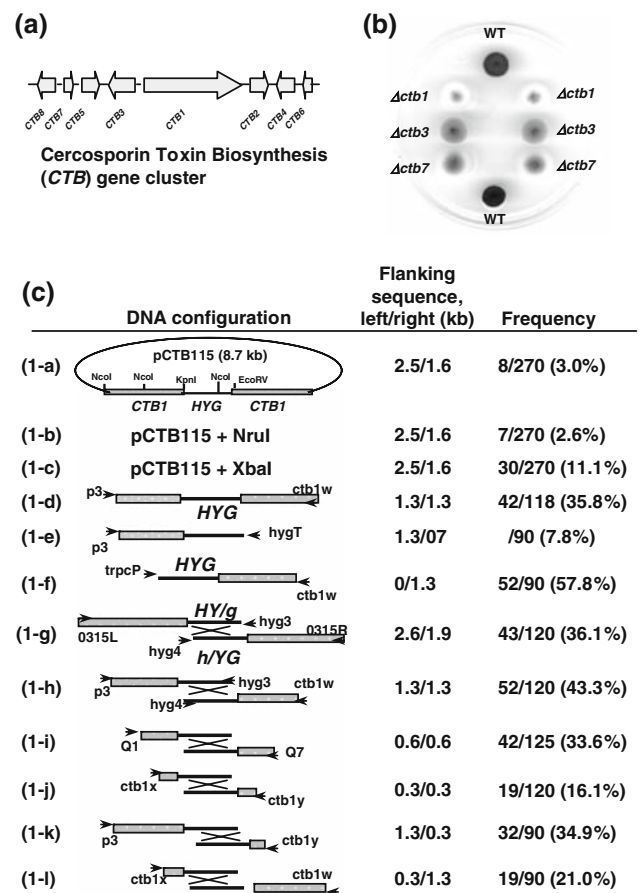 (a)
CTB8 CTB7 CTB5 CTB3 CTB1 CTB2 CTB4 CTB6
Cercosporin Toxin Biosynthesis
(CTB) gene cluster
(b)
WT
Δctb1 Δctb1
Δctb3 Δctb3
Δctb7 Δctb7
WT
(c)
DNA configuration
Flanking
sequence,
left/right (kb)
Frequency
(1-a)
pCTB115 (8.7 kb)
NcoI NcoI KpnI NcoI EcoRV
CTB1 HYG CTB1
2.5/1.6 8/270 (3.0%)
(1-b) pCTB115 + NruI 2.5/1.6 7/270 (2.6%)
(1-c) pCTB115 + XbaI 2.5/1.6 30/270 (11.1%)
(1-d) p3 HYG ctb1w 1.3/1.3 42/118 (35.8%)
(1-e) p3 hygT 1.3/07 /90 (7.8%)
(1-f) trpcP HYG ctb1w 0/1.3 52/90 (57.8%)
(1-g) 0315L HY/g hyg3 hyg4 h/YG 0315R 2.6/1.9 43/120 (36.1%)
(1-h) p3 hyg3 hyg4 ctb1w 1.3/1.3 52/120 (43.3%)
(1-i) Q1 Q7 0.6/0.6 42/125 (33.6%)
(1-j) ctb1x ctb1y 0.3/0.3 19/120 (16.1%)
(1-k) p3 ctb1y 1.3/0.3 32/90 (34.9%)
(1-l) ctb1x ctb1w 0.3/1.3 19/90 (21.0%)